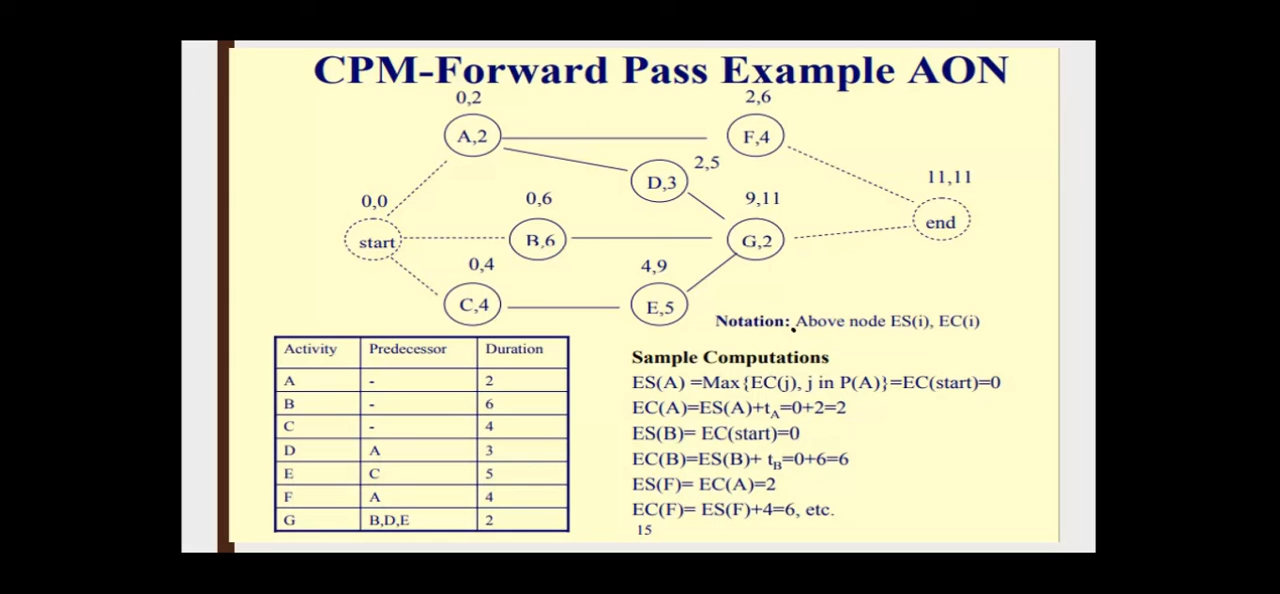 CPM-Forward Pass Example AON
0,2
2,6
A,2
F,4
2,5
D,3
11,11
0,0
0,6
9,11
end
start
B,6
G,2
0,4
4,9
C,4
E,5
Notation: Above node ES(i), EC(i)
Activity Predecessor Duration
A - 2
B - 6
C - 4
D A 3
E C 5
F A 4
G B,D,E 2
Sample Computations
ES(A) =Max{EC(j), j in P(A)}=EC(start)=0
EC(A)=ES(A)+tA=0+2=2
ES(B)= EC(start)=0
EC(B)=ES(B)+ tB=0+6=6
ES(F)= EC(A)=2
EC(F)= ES(F)+4=6, etc.
15